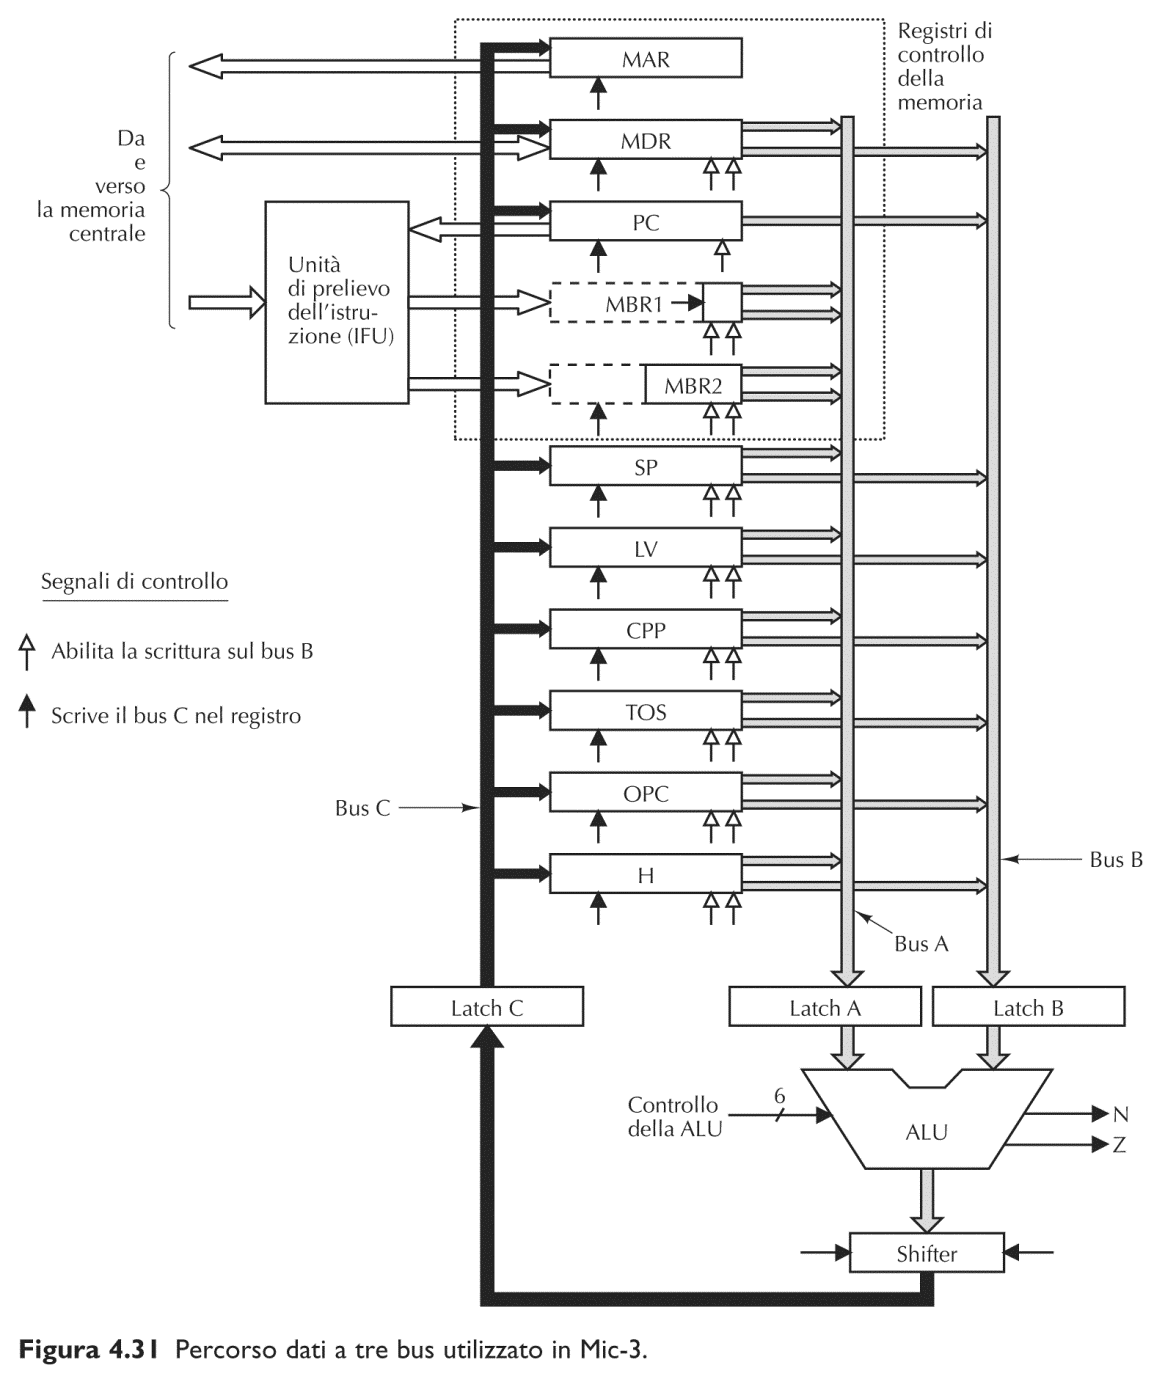 Registri di
controllo
della
memoria
MAR
Da
e
verso
la memoria
centrale
MDR
PC
Unità
di prelievo
dell'istru-
zione (IFU)
MBR1
MBR2
SP
LV
Segnali di controllo
Abilita la scrittura sul bus B
Scrive il bus C nel registro
CPP
TOS
OPC
Bus C
H
Bus B
Bus A
Latch C
Latch A
Latch B
Controllo
della ALU
6
ALU
N
Z
Shifter
Figura 4.31 Percorso dati a tre bus utilizzato in Mic-3.